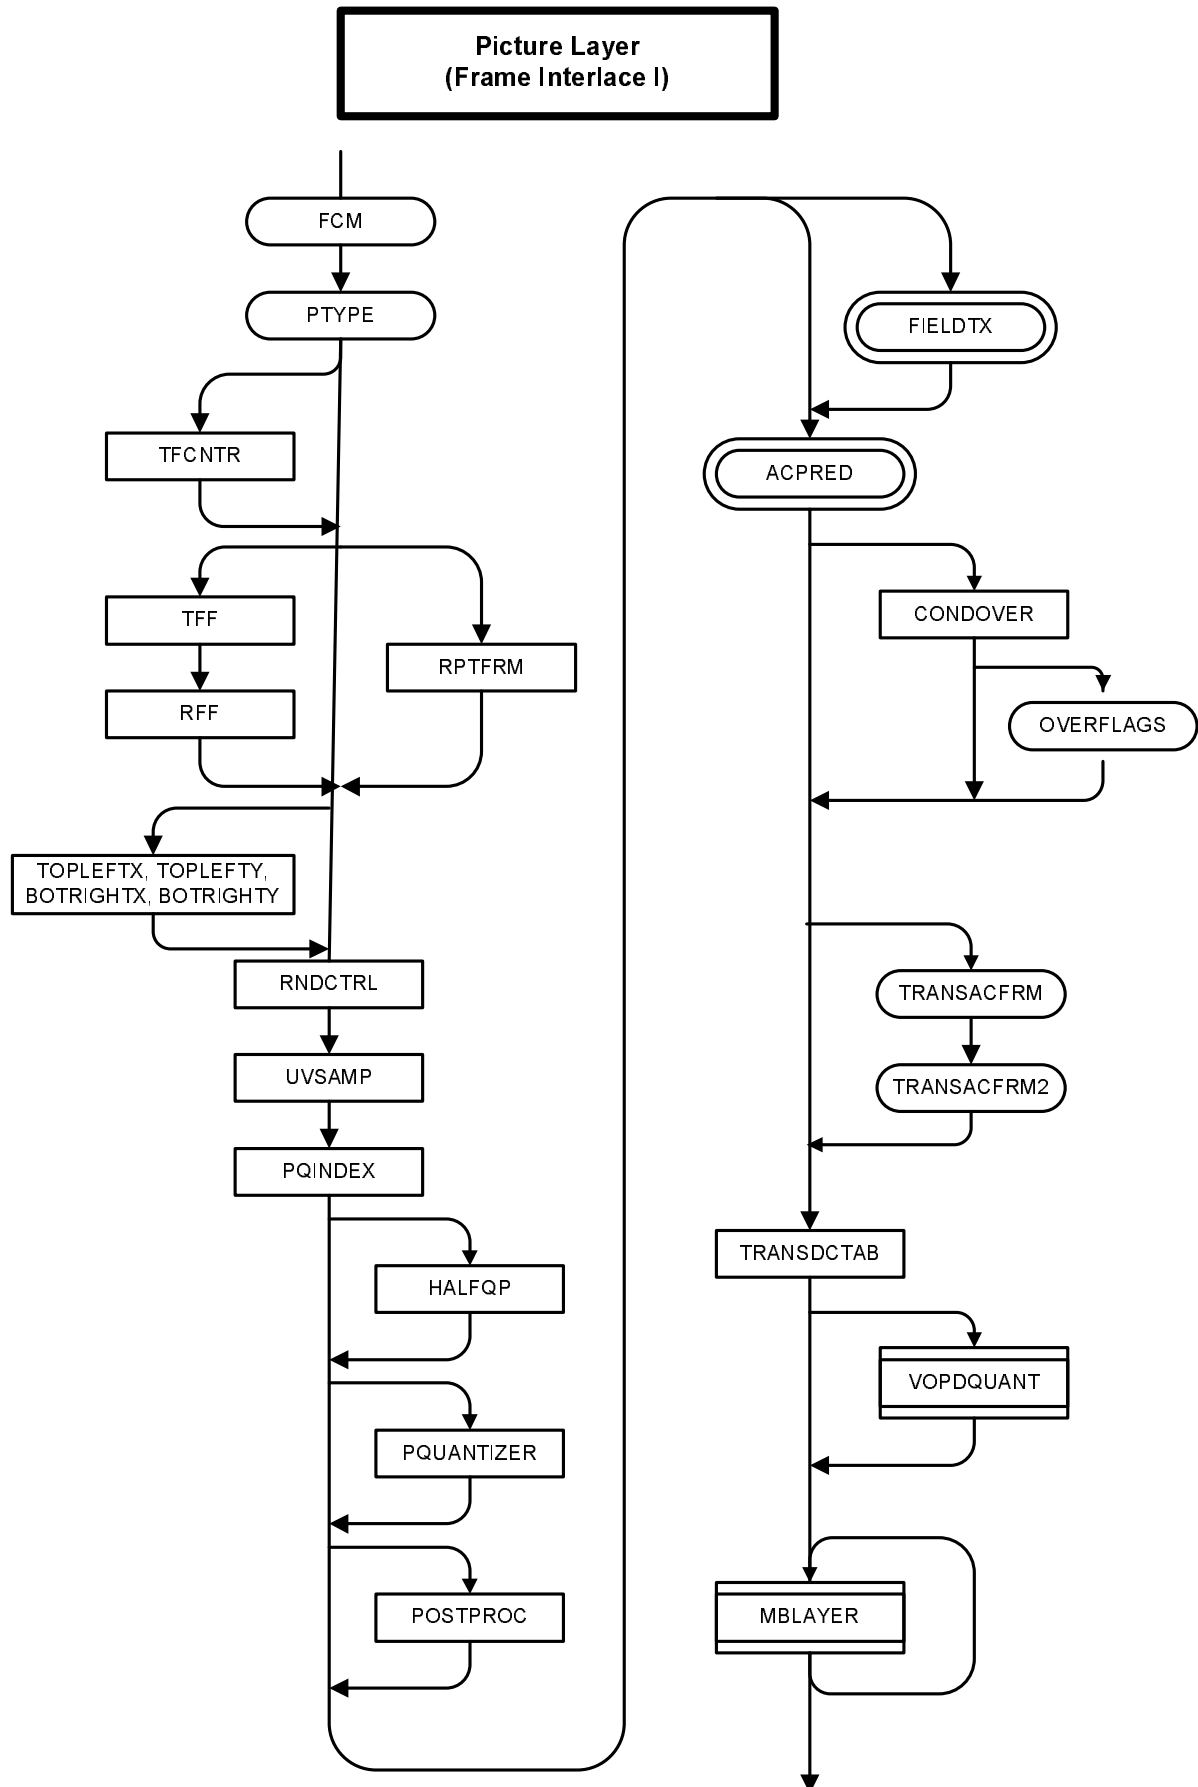 Picture Layer
(Frame Interlace I)
FCM
PTYPE
TFCNTR
TFF
RFF
RPTFRM
TOPLEFTX, TOPLEFTY,
BOTRIGHTX, BOTRIGHTY
RNDCTRL
UVSAMP
PQINDEX
HALFQP
PQUANTIZER
POSTPROC
FIELDTX
ACPRED
CONDOVER
OVERFLAGS
TRANSACFRM
TRANSACFRM2
TRANSDCTAB
VOPDQUANT
MBLAYER